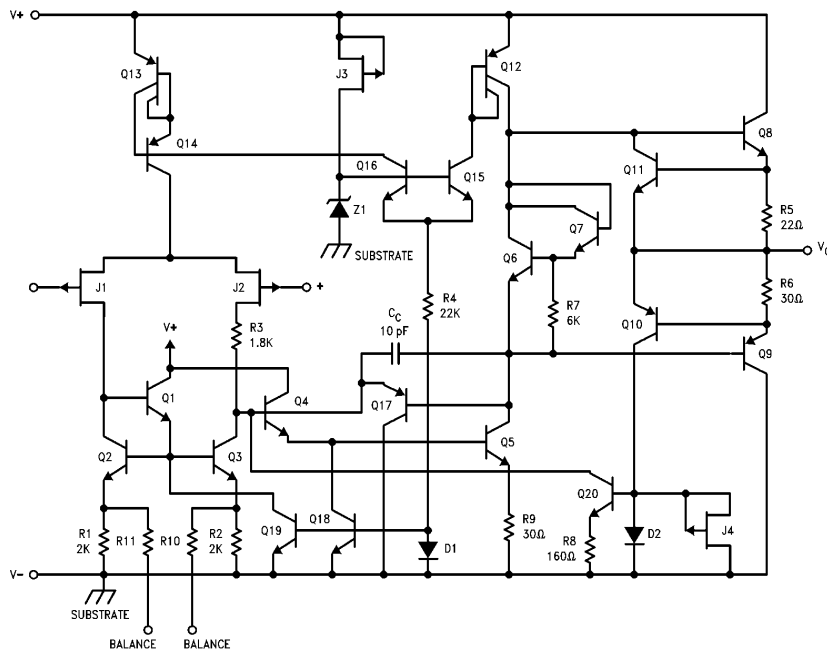 V+
Q13
J3
Q12
Q14
Q16
Q15
Q11
Q8
Z1
SUBSTRATE
Q7
Q6
R5
22Ω
J1
J2
+
R4
22K
R7
6K
Q10
R6
30Ω
V+
R3
1.8K
CC
10 pF
Q9
Q1
Q4
Q17
Q2
Q3
Q5
Q20
R1
2K
R11
R10
R2
2K
Q19
Q18
D1
R9
30Ω
R8
160Ω
D2
J4
V-
SUBSTRATE
BALANCE
BALANCE